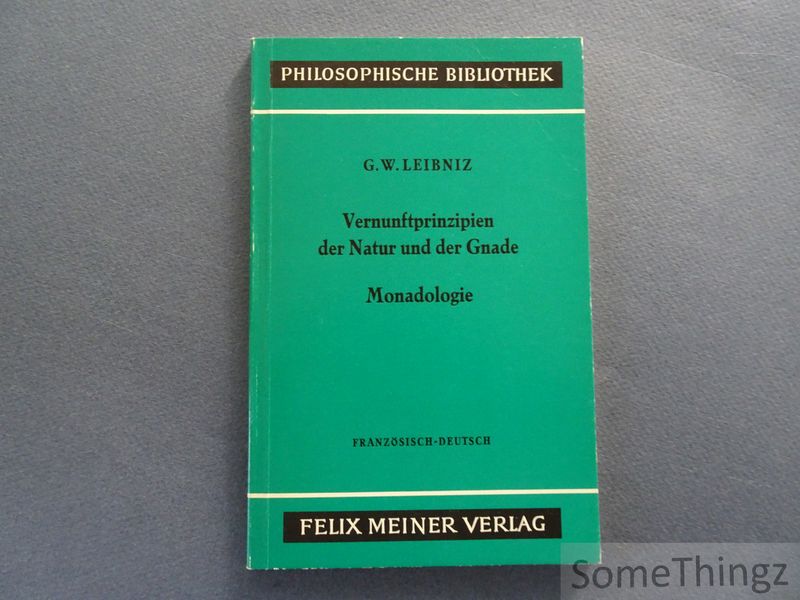 PHILOSOPHISCHE BIBLIOTHEK
G. W. LEIBNIZ
Vernunftprinzipien
der Natur und der Gnade
Monadologie
FRANZÖSISCH-DEUTSCH
FELIX MEINER VERLAG
SomeThingz